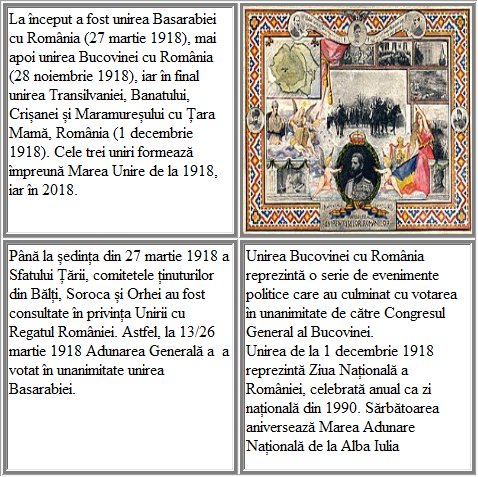 La început a fost unirea Basarabiei
cu România (27 martie 1918), mai
apoi unirea Bucovinei cu România
(28 noiembrie 1918), iar în final
unirea Transilvaniei, Banatului,
Crișanei și Maramureșului cu Țara
Mamă, România (1 decembrie
1918). Cele trei uniri formează
împreună Marea Unire de la 1918,
iar în 2018.
Până la ședința din 27 martie 1918 a
Sfatului Țării, comitetele ținuturilor
din Bălți, Soroca și Orhei au fost
consultate în privința Unirii cu
Regatul României. Astfel, la 13/26
martie 1918 Adunarea Generală a  a
votat în unanimitate unirea
Basarabiei.
Unirea Bucovinei cu România
reprezintă o serie de evenimente
politice care au culminat cu votarea
în unanimitate de către Congresul
General al Bucovinei.
Unirea de la 1 decembrie 1918
reprezintă Ziua Națională a
României, celebrată anual ca zi
națională din 1990. Sărbătoarea
aniversează Marea Adunare
Națională de la Alba Iulia